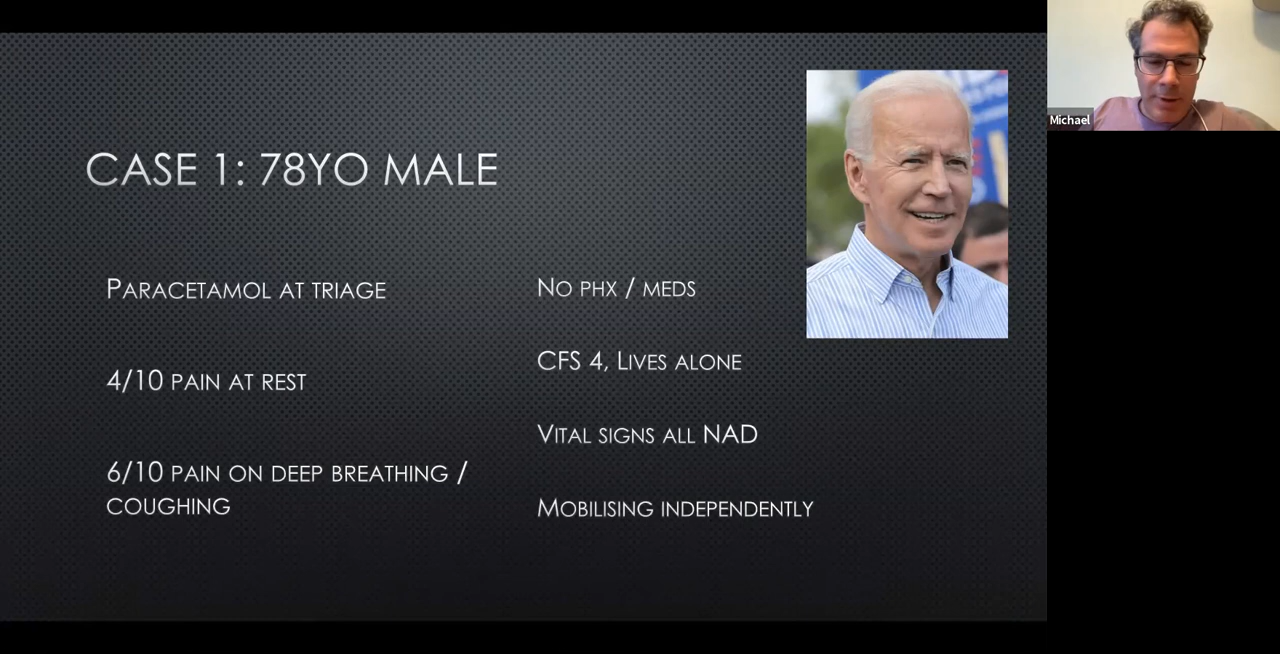 CASE 1: 78YO MALE
PARACETAMOL AT TRIAGE
4/10 PAIN AT REST
6/10 PAIN ON DEEP BREATHING /
COUGHING
NO PHX / MEDS
CFS 4, LIVES ALONE
VITAL SIGNS ALL NAD
MOBILISING INDEPENDENTLY
Michael